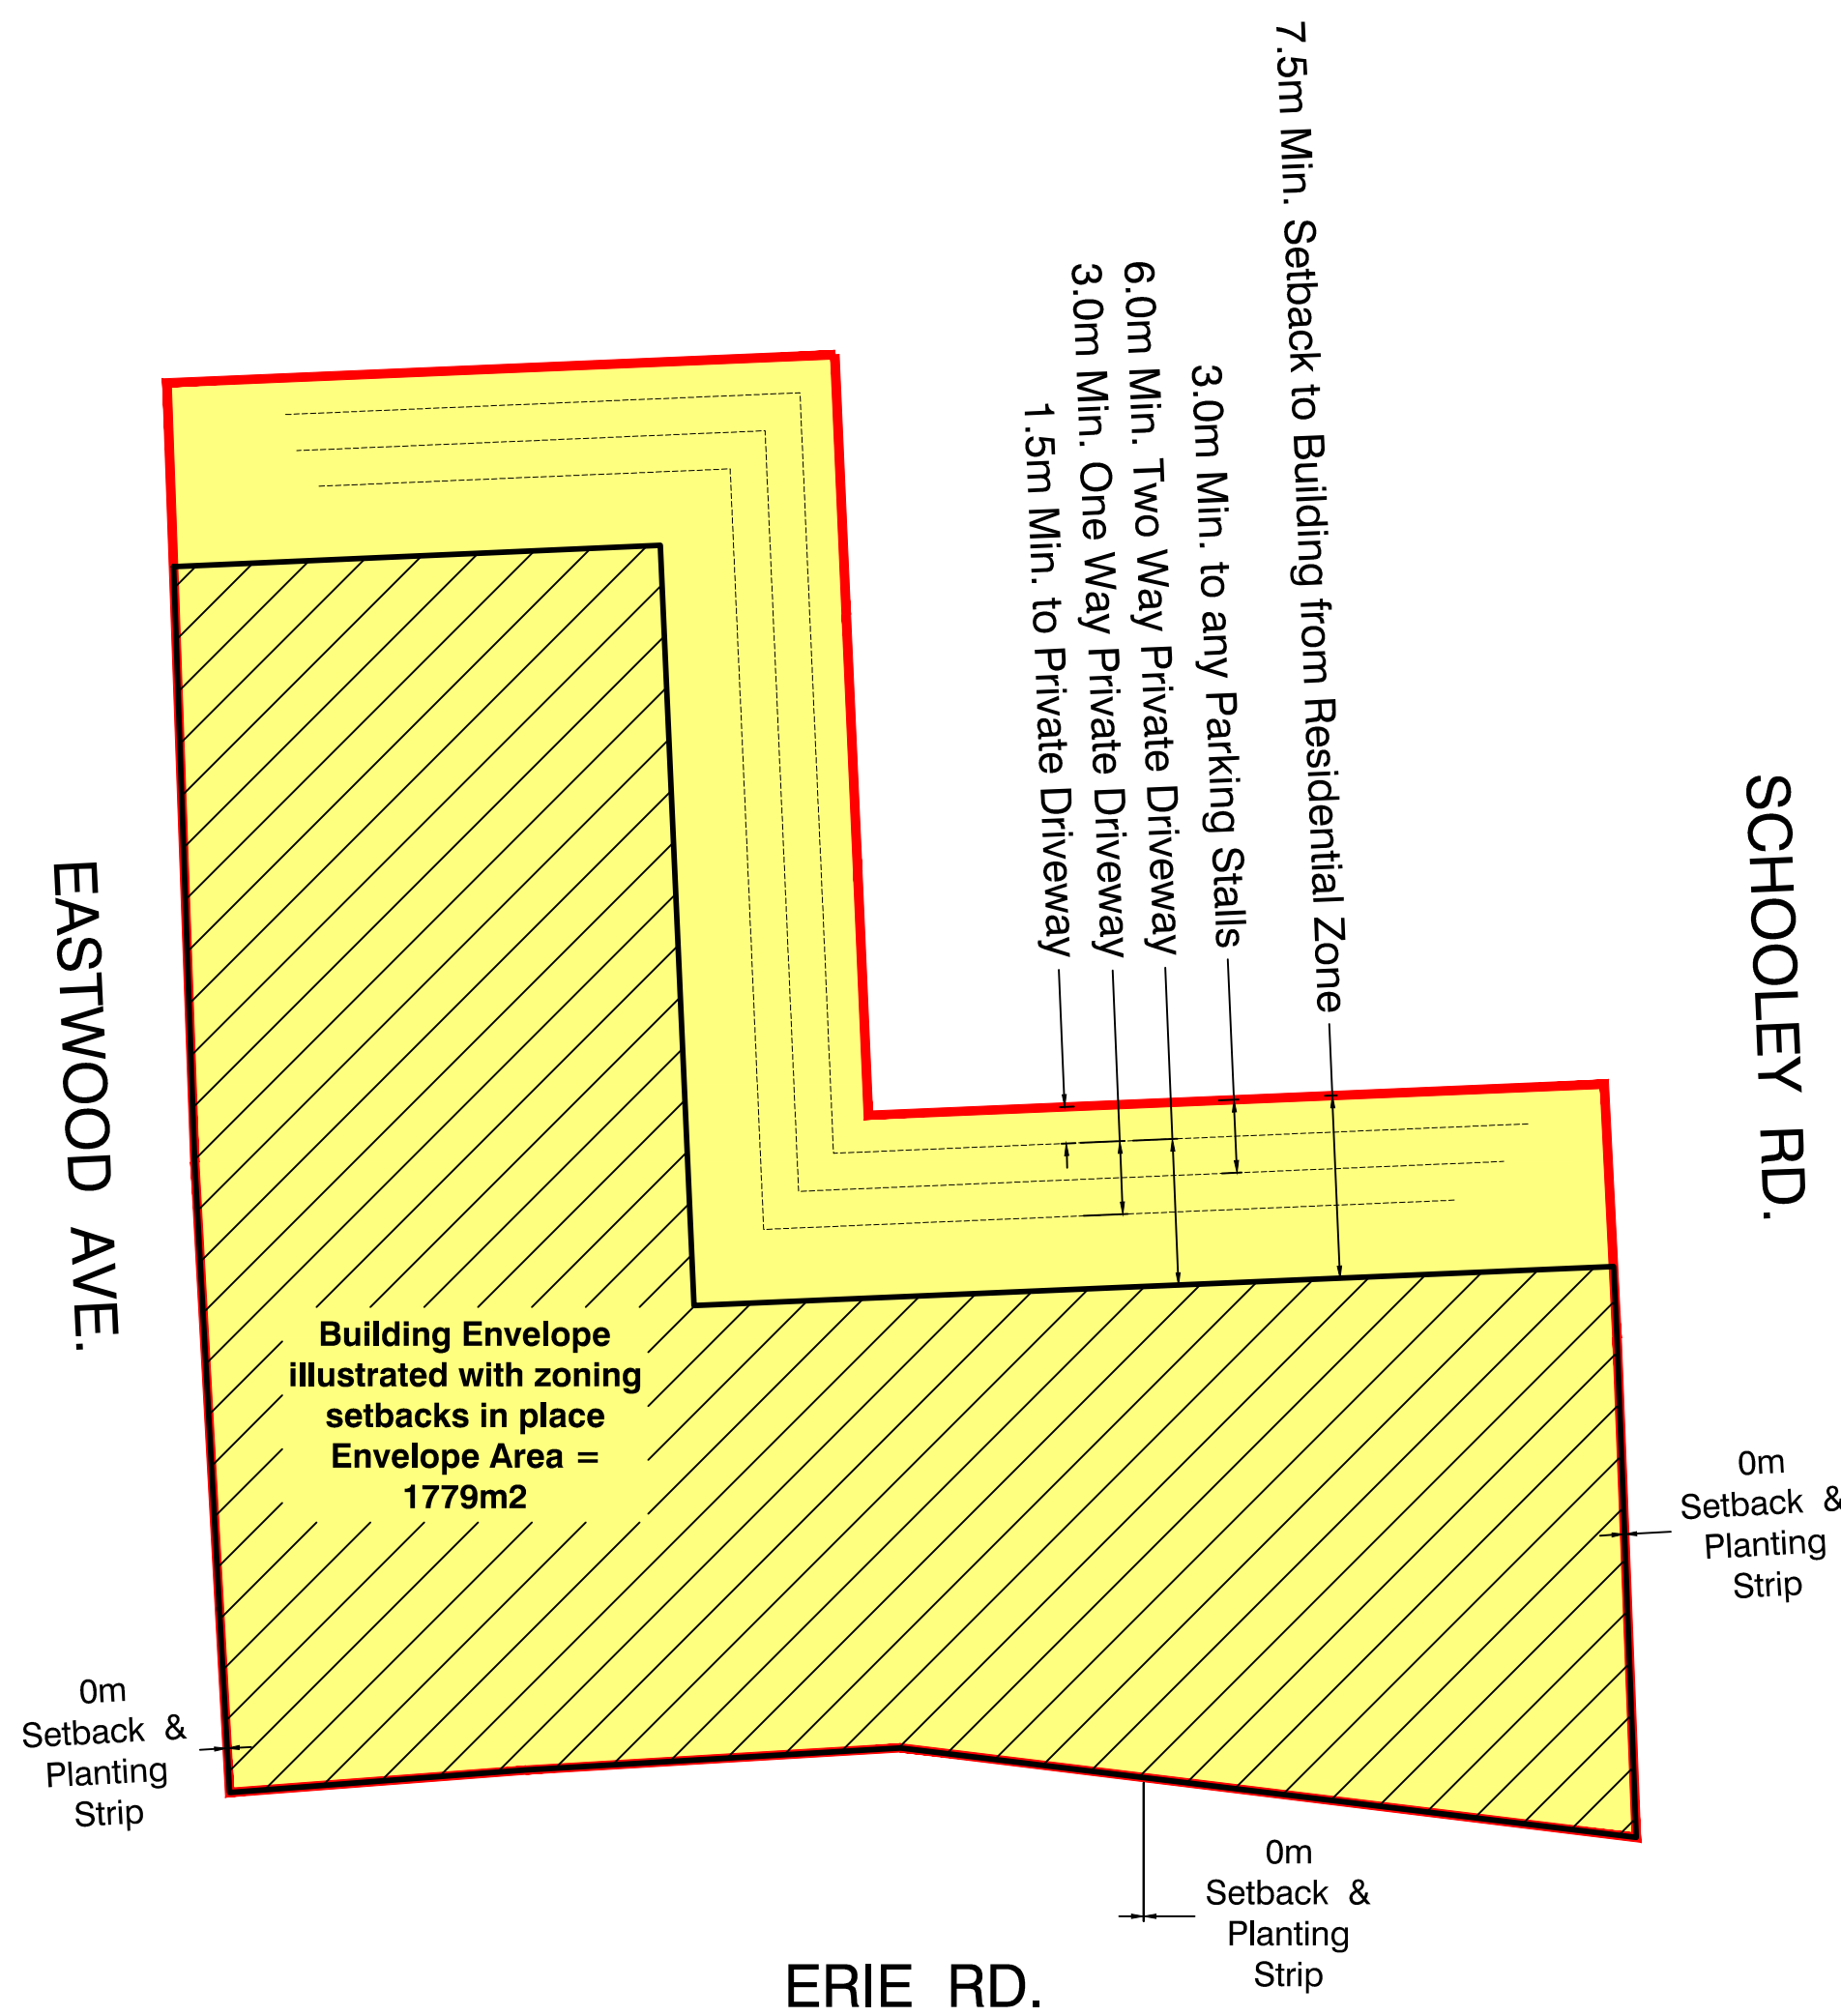 7.5m Min. Setback to Building from Residential Zone
6.0m Min. Two Way Private Driveway
3.0m Min. One Way Private Driveway
3.0m Min. to any Parking Stalls
1.5m Min. to Private Driveway
SCHOOLEY RD.
EASTWOOD AVE.
Building Envelope
illustrated with zoning
setbacks in place
Envelope Area =
1779m2
0m
Setback &
Planting
Strip
0m
Setback &
Planting
Strip
0m
Setback &
Planting
Strip
ERIE RD.